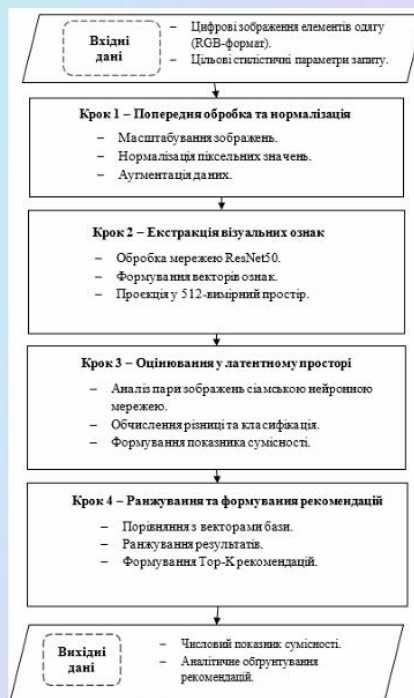 Вхідні дані
– Цифрові зображення елементів одягу
(RGB-формат).
– Цільові стилістичні параметри запиту.
Крок 1 – Попередня обробка та нормалізація
– Масштабування зображень.
– Нормалізація піксельних значень.
– Аугментація даних.
Крок 2 – Екстракція візуальних ознак
– Обробка мережею ResNet50.
– Формування векторів ознак.
– Проєкція у 512-вимірний простір.
Крок 3 – Оцінювання у латентному просторі
– Аналіз пари зображень сіамською нейронною
мережею.
– Обчислення різниці та класифікація.
– Формування показника сумісності.
Крок 4 – Ранжування та формування рекомендацій
– Порівняння з векторами бази.
– Ранжування результатів.
– Формування Top-K рекомендацій.
Вихідні
дані
– Числовий показник сумісності.
– Аналітичне обґрунтування
рекомендацій.